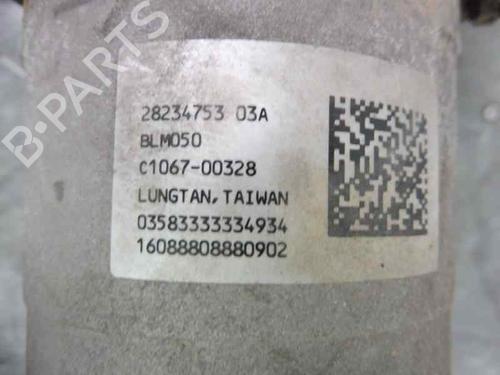 B-PARTS
28234753 03A
BLM050
C1067-00328
LUNGTAN, TAIWAN
03583333334934
16088808880902